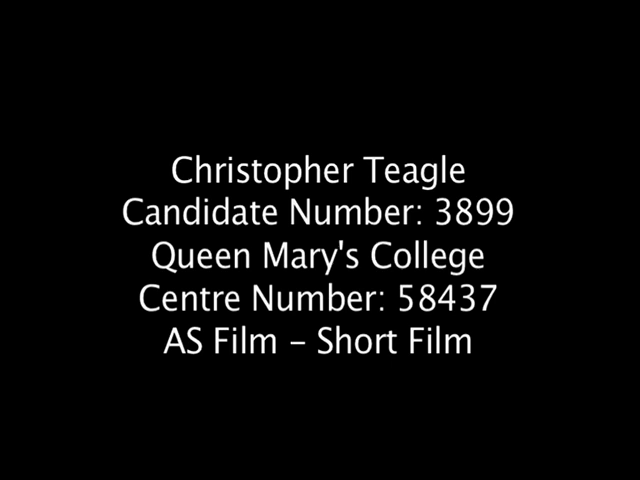 Christopher Teagle
Candidate Number: 3899
Queen Mary's College
Centre Number: 58437
AS Film - Short Film